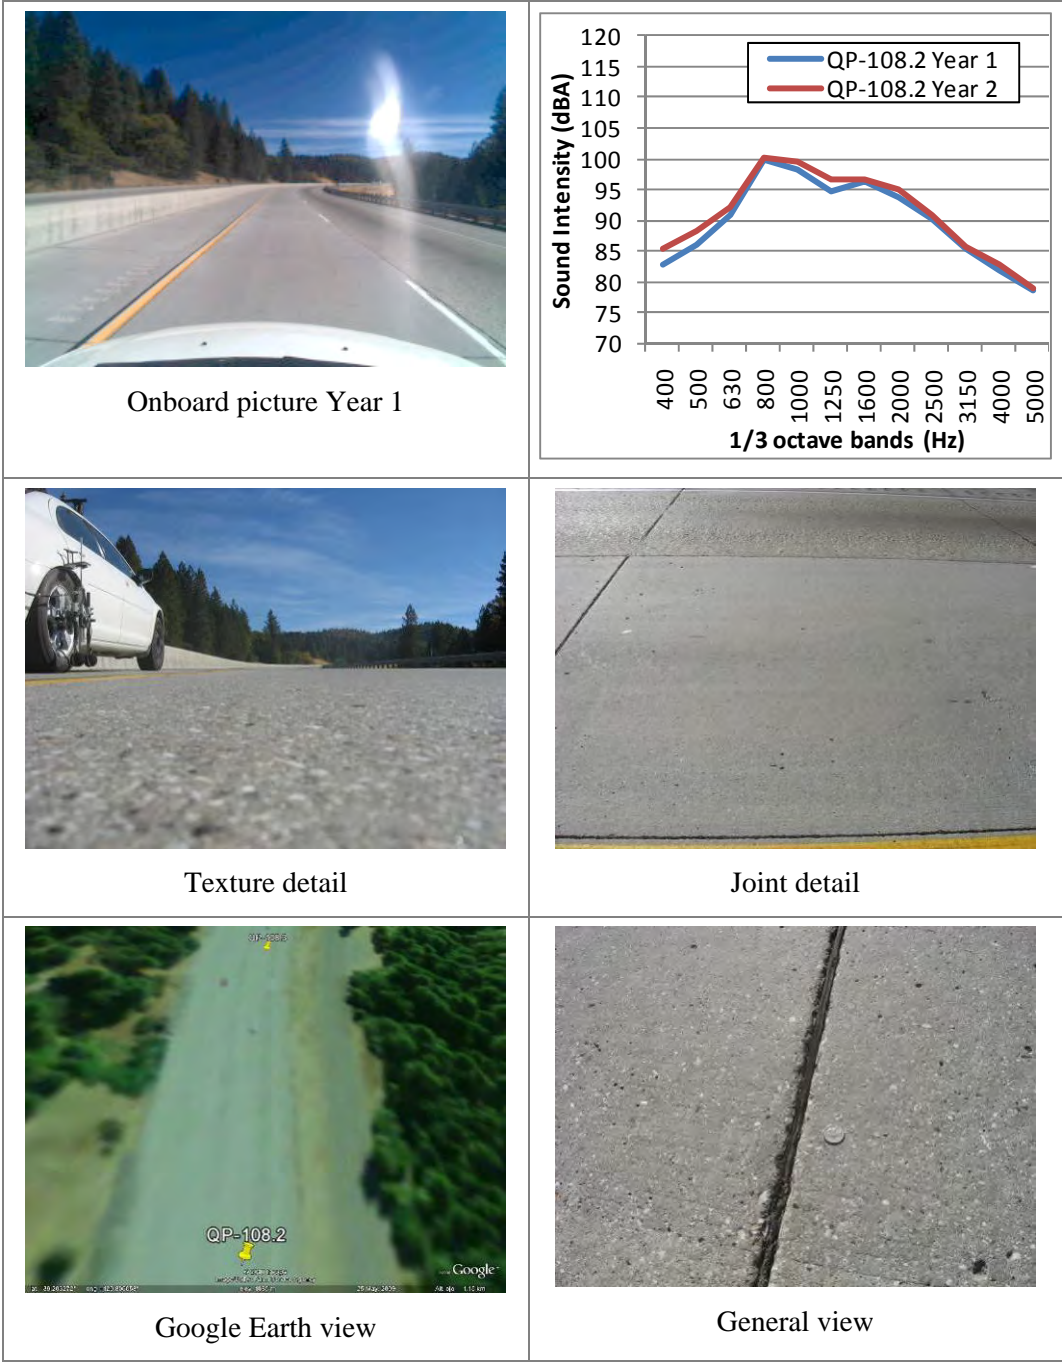 Onboard picture Year 1
120
115
110
105
100
95
90
85
80
75
70
Sound Intensity (dBA)
QP-108.2 Year 1
QP-108.2 Year 2
400
500
630
800
1000
1250
1600
2000
2500
3150
4000
5000
1/3 octave bands (Hz)
Texture detail
Joint detail
QP-108.2
Google
Google Earth view
General view